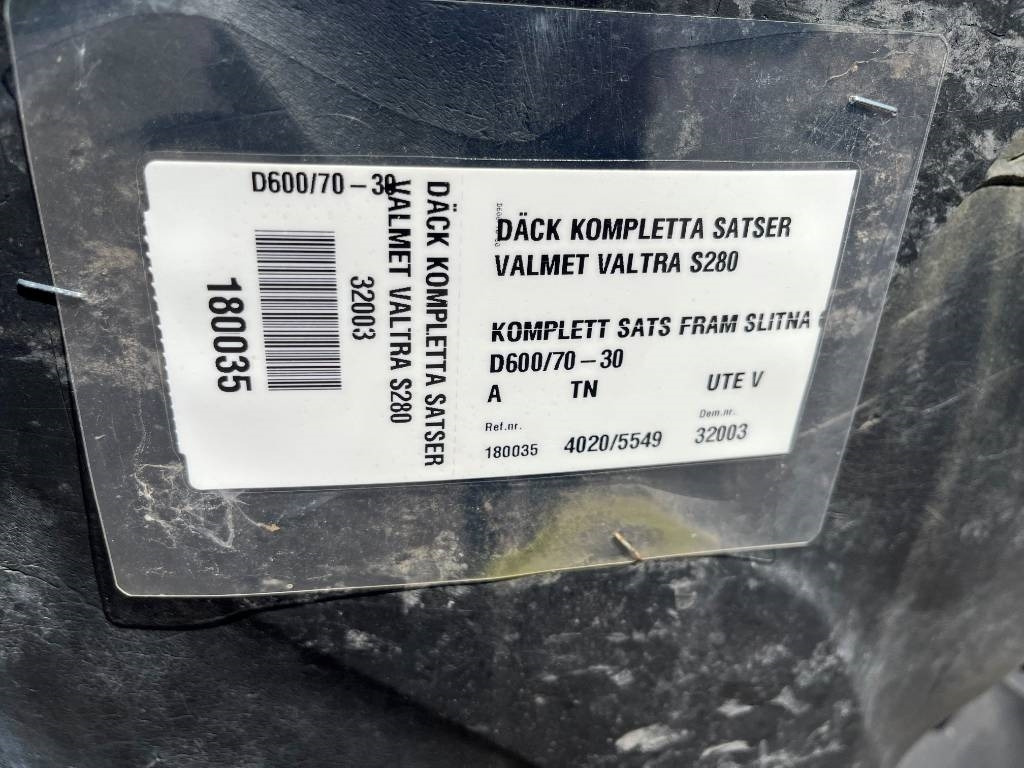 D600/70-30
180035
32003
VALMET VALTRA S280
DÄCK KOMPLETTA SATSER
DÄCK KOMPLETTA SATSER
VALMET VALTRA S280
KOMPLETT SATS FRAM SLITNA
D600/70-30
A TN UTE V
Ref.nr. Dem.nr.
180035 4020/5549 32003